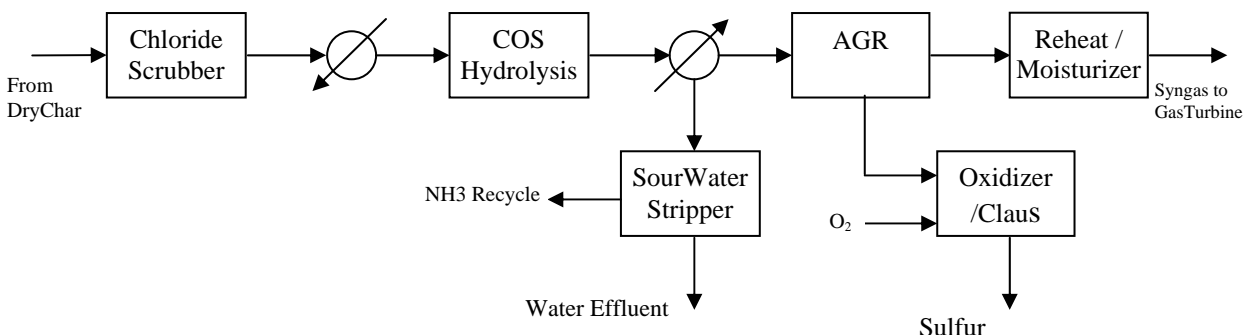 Chloride
Scrubber
COS
Hydrolysis
AGR
Reheat /
Moisturizer
From
DryChar
Syngas to
GasTurbine
SourWater
Stripper
NH3 Recycle
Oxidizer
/Claus
O2
Water Effluent
Sulfur